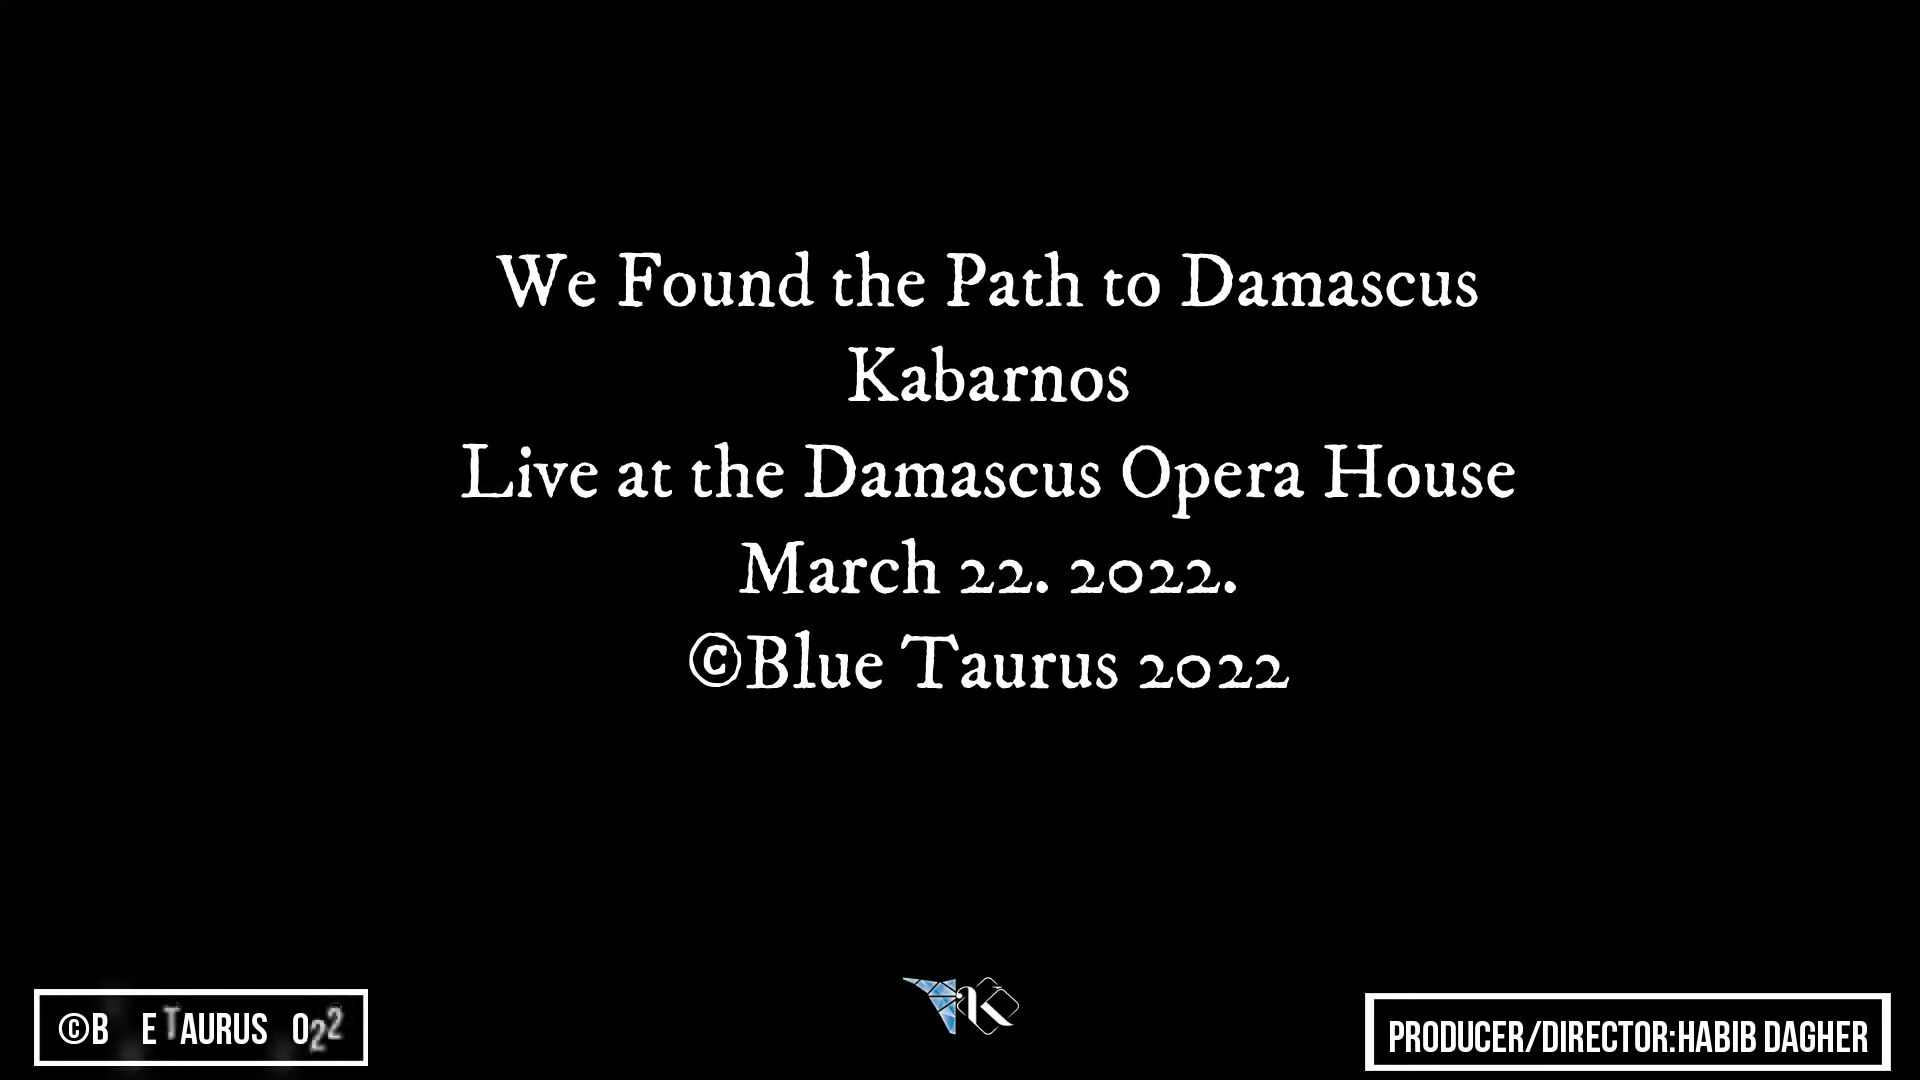 We Found the Path to Damascus
Kabarnos
Live at the Damascus Opera House
March 22. 2022.
©Blue Taurus 2022
K
PRODUCER/DIRECTOR:HABIB DAGHER